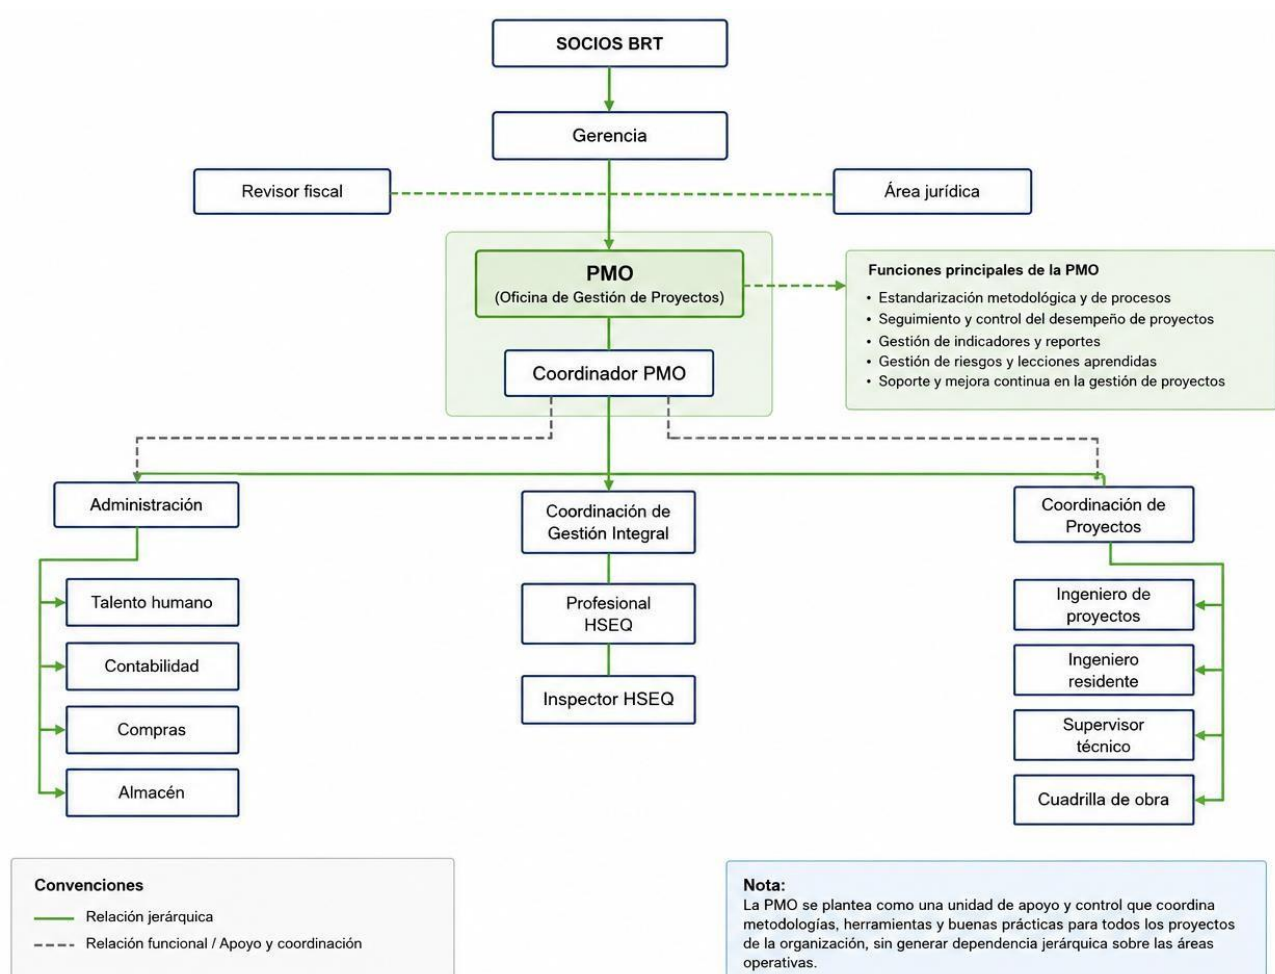 SOCIOS BRT
Gerencia
Revisor fiscal
Área jurídica
PMO
(Oficina de Gestión de Proyectos)
Coordinador PMO
Funciones principales de la PMO
• Estandarización metodológica y de procesos
• Seguimiento y control del desempeño de proyectos
• Gestión de indicadores y reportes
• Gestión de riesgos y lecciones aprendidas
• Soporte y mejora continua en la gestión de proyectos
Administración
Talento humano
Contabilidad
Compras
Almacén
Coordinación de
Gestión Integral
Profesional
HSEQ
Inspector HSEQ
Coordinación de
Proyectos
Ingeniero de
proyectos
Ingeniero
residente
Supervisor
técnico
Cuadrilla de obra
Convenciones
Relación jerárquica
Relación funcional / Apoyo y coordinación
Nota:
La PMO se plantea como una unidad de apoyo y control que coordina
metodologías, herramientas y buenas prácticas para todos los proyectos
de la organización, sin generar dependencia jerárquica sobre las áreas
operativas.